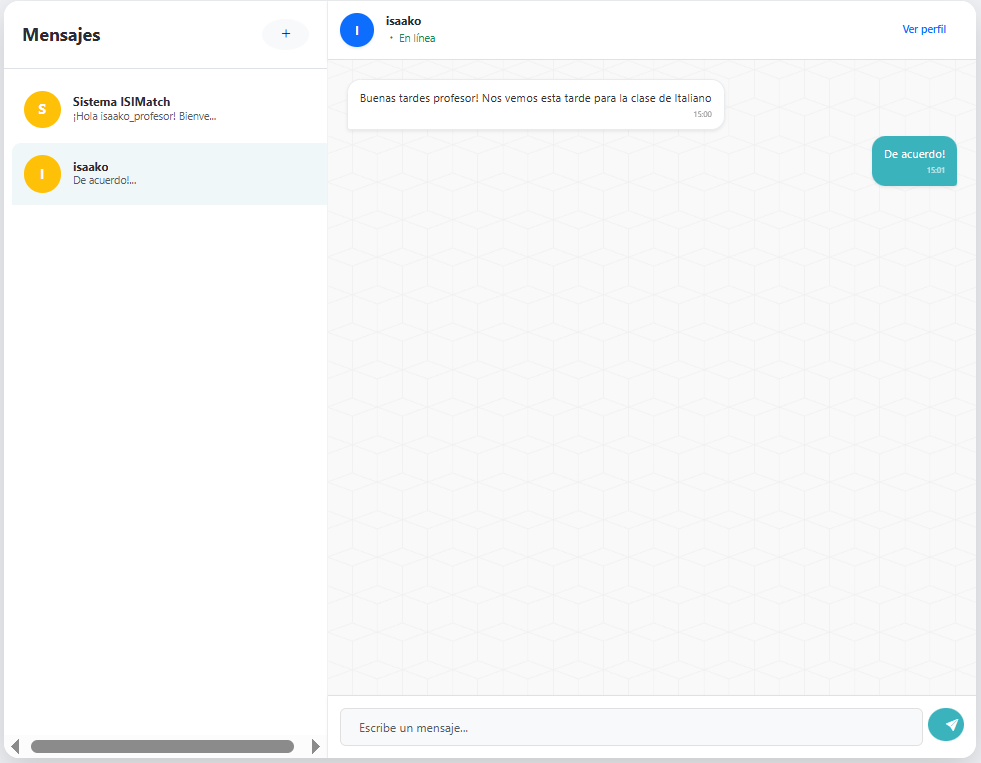 Mensajes
+
S
Sistema ISIMatch
¡Hola isaako_profesor! Bienve...
I
isaako
De acuerdo!...
I
isaako
• En línea
Ver perfil
Buenas tardes profesor! Nos vemos esta tarde para la clase de Italiano
15:00
De acuerdo!
15:01
Escribe un mensaje...